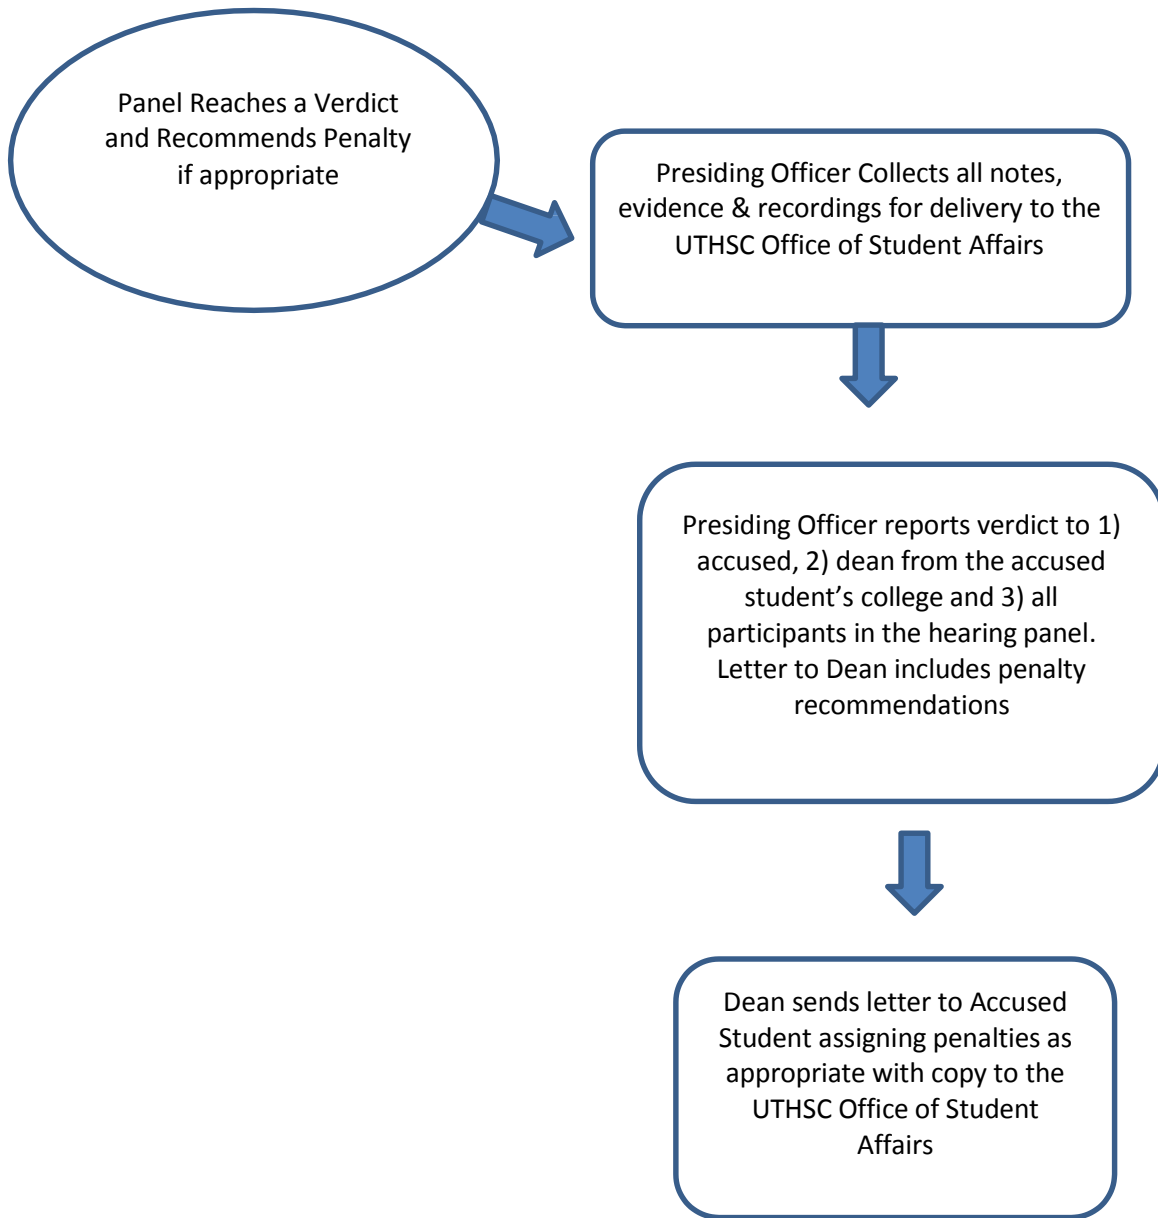 Panel Reaches a Verdict
and Recommends Penalty
if appropriate
Presiding Officer Collects all notes,
evidence & recordings for delivery to the
UTHSC Office of Student Affairs
Presiding Officer reports verdict to 1)
accused, 2) dean from the accused
student’s college and 3) all
participants in the hearing panel.
Letter to Dean includes penalty
recommendations
Dean sends letter to Accused
Student assigning penalties as
appropriate with copy to the
UTHSC Office of Student
Affairs